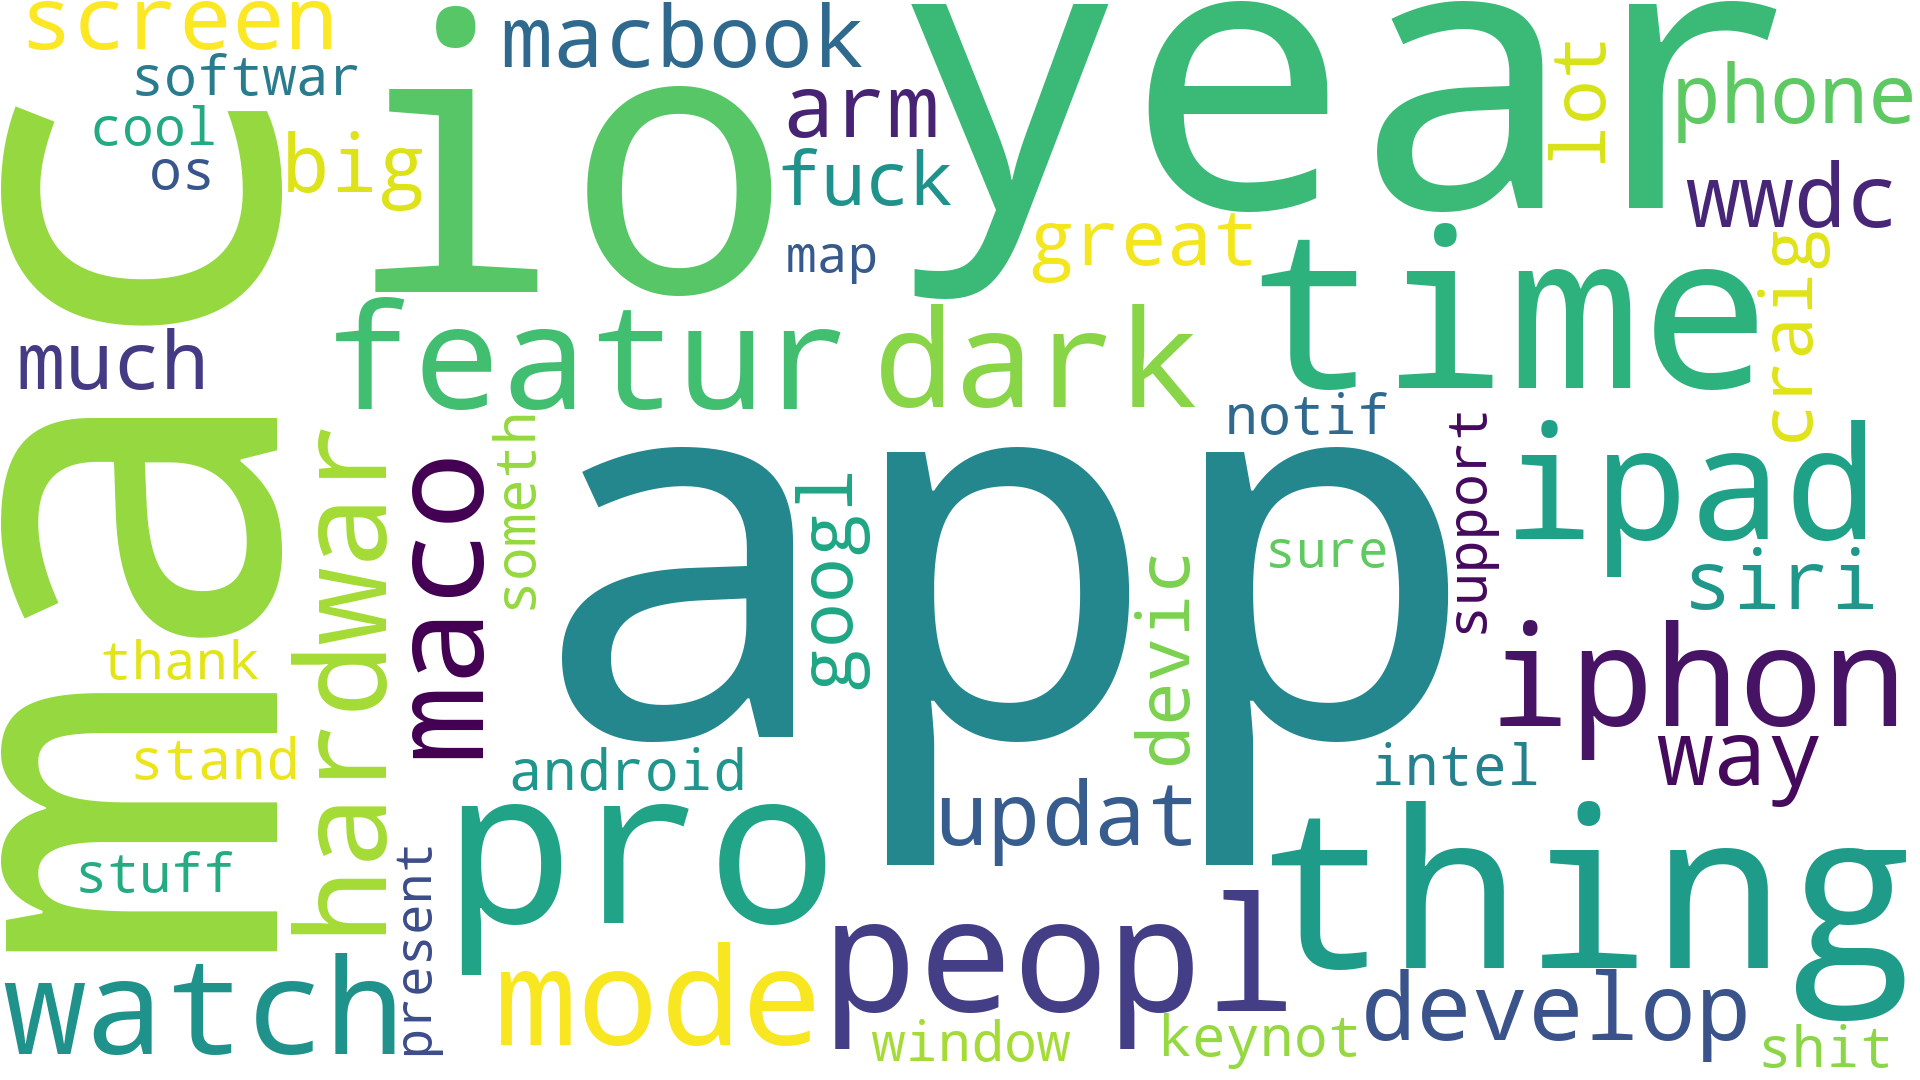 screen
io
macbook
year
softwar
arm
lot
phone
cool
mac
big
fuck
wwdc
os
map
great
time
craig
much
featur
dark
notif
hardwar
maco
someth
app
googl
sure
support
ipad
devic
siri
thank
iphon
stand
android
intel
way
pro
updat
thing
stuff
present
peopl
watch
mode
develop
window
keynot
shit